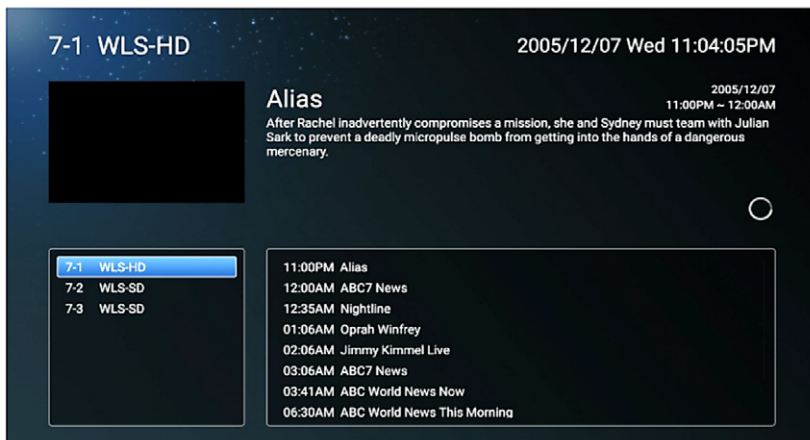 7-1 WLS-HD
2005/12/07 Wed 11:04:05PM
Alias
2005/12/07
11:00PM ~ 12:00AM
After Rachel inadvertently compromises a mission, she and Sydney must team with Julian
Sark to prevent a deadly micropulse bomb from getting into the hands of a dangerous
mercenary.
7-1 WLS-HD
7-2 WLS-SD
7-3 WLS-SD
11:00PM Alias
12:00AM ABC7 News
12:35AM Nightline
01:06AM Oprah Winfrey
02:06AM Jimmy Kimmel Live
03:06AM ABC7 News
03:41AM ABC World News Now
06:30AM ABC World News This Morning